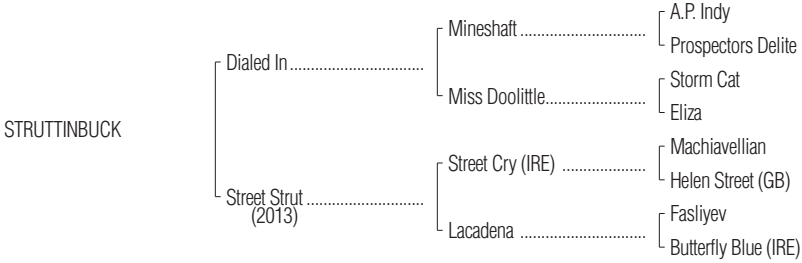 A.P. Indy
Mineshaft
Prospectors Delite
Dialed In
Storm Cat
Miss Doolittle
Eliza
STRUTTINBUCK
Machiavellian
Street Cry (IRE)
Helen Street (GB)
Street Strut
(2013)
Fasliyev
Lacadena
Butterfly Blue (IRE)